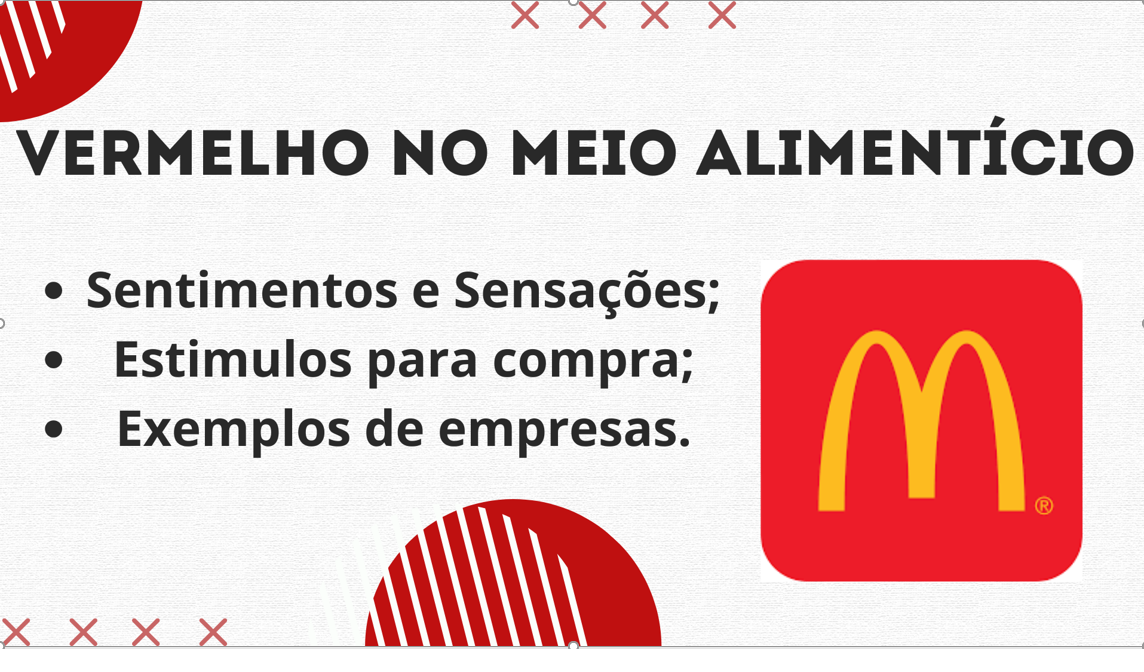 VERMELHO NO MEIO ALIMENTÍCIO
• Sentimentos e Sensações;
• Estimulos para compra;
• Exemplos de empresas.
®